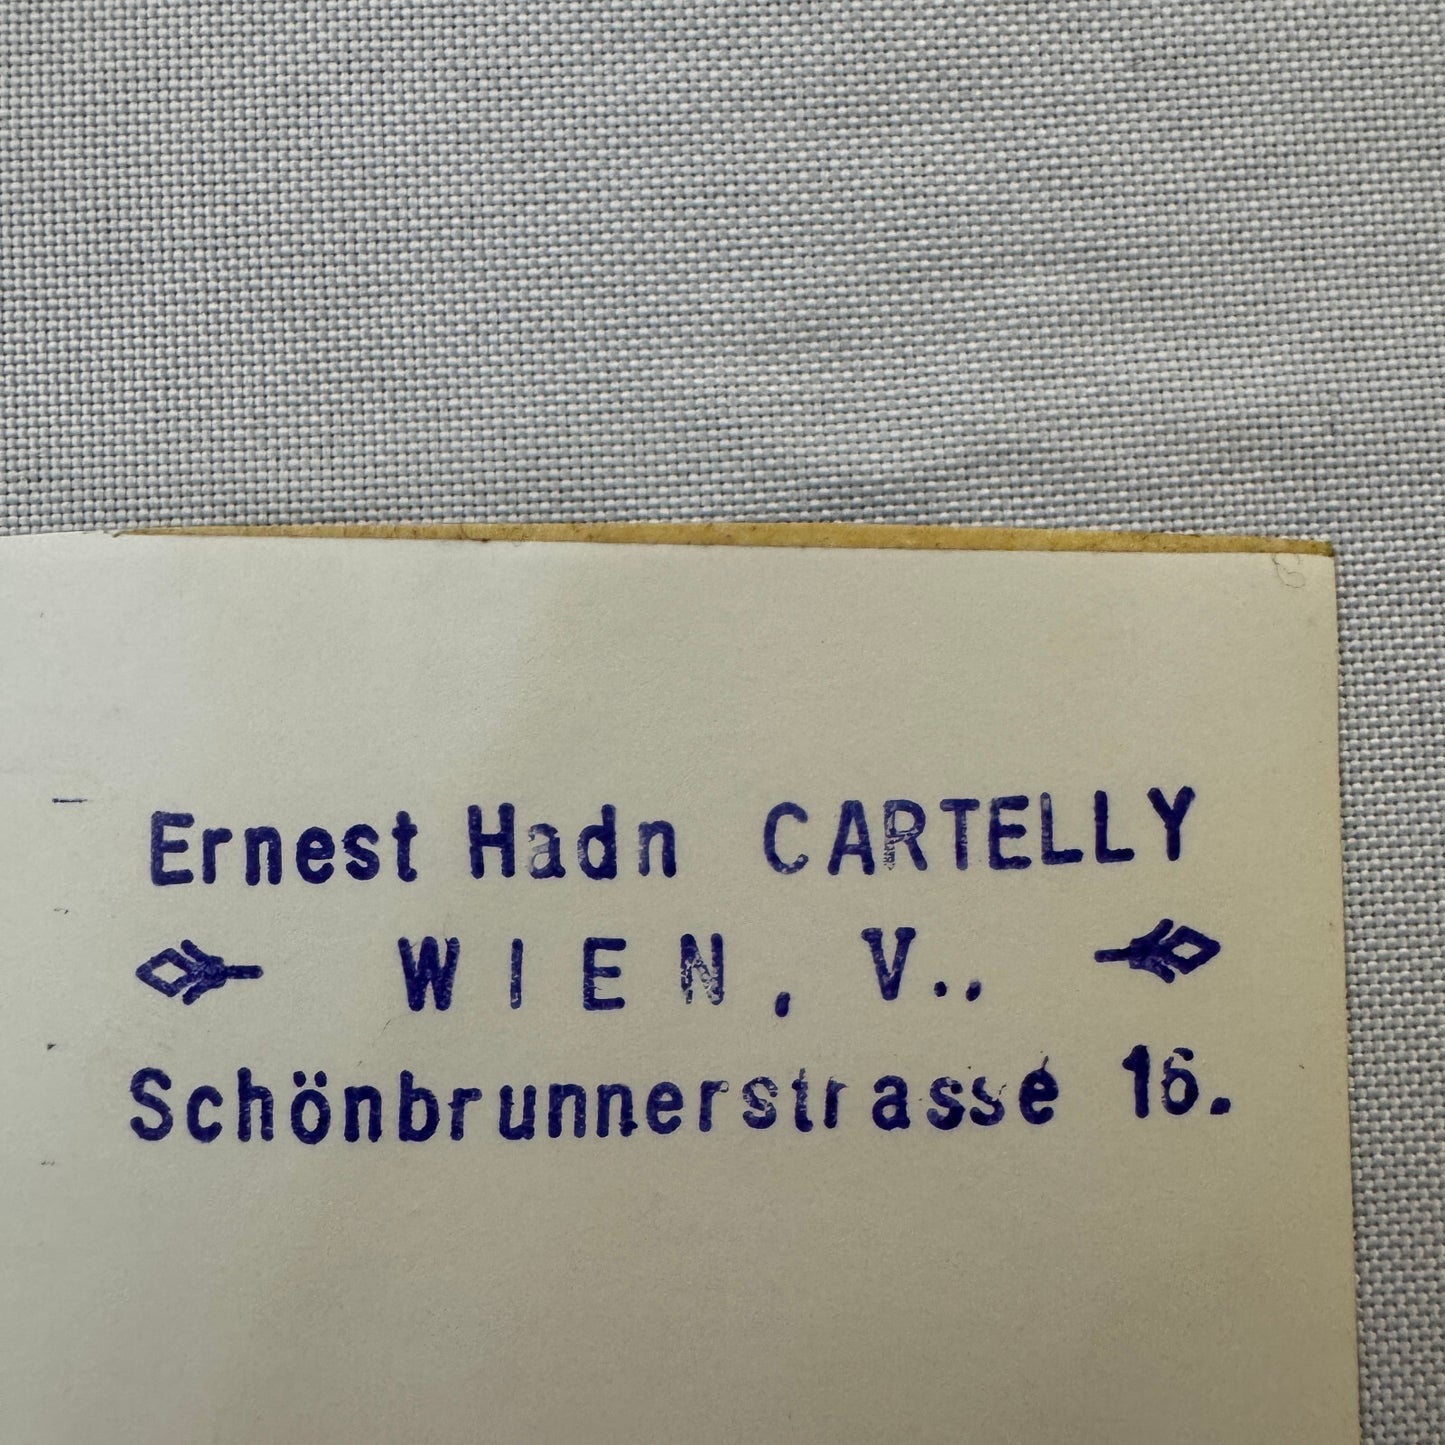 Ernest Hadn CARTELLY
WIEN, V.,
Schönbrunnerstrasse 16.